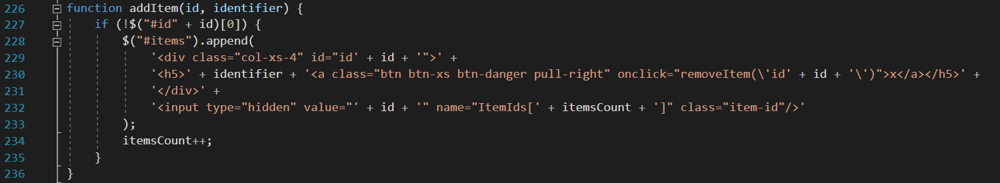 226 function addItem(id, identifier) {
227 if (!$("#id" + id)[0]) {
228 $("#items").append(
229 '<div class="col-xs-4" id="id' + id + '">' +
230 '<h5>' + identifier + '<a class="btn btn-xs btn-danger pull-right" onclick="removeItem(\'id' + id + '\')">x</a></h5>' +
231 '</div>' +
232 '<input type="hidden" value="' + id + '" name="ItemIds[' + itemsCount + ']" class="item-id"/>'
233 );
234 itemsCount++;
235 }
236 }